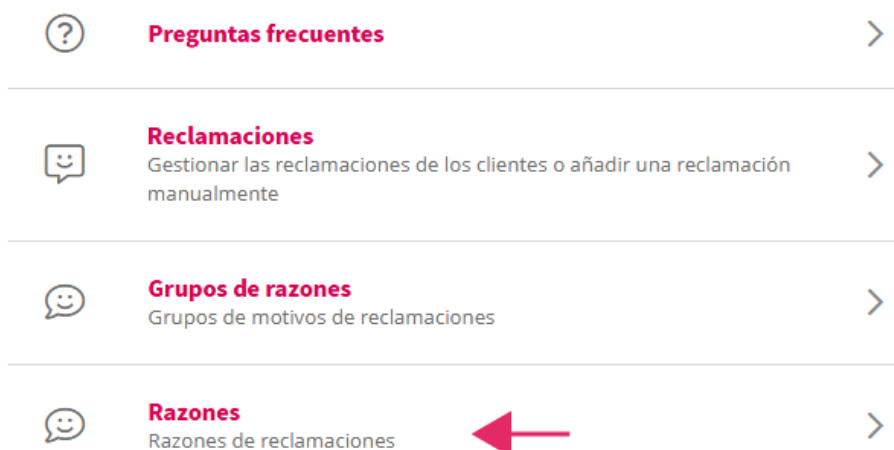 Preguntas frecuentes
Reclamaciones
Gestionar las reclamaciones de los clientes o añadir una reclamación
manualmente
Grupos de razones
Grupos de motivos de reclamaciones
Razones
Razones de reclamaciones